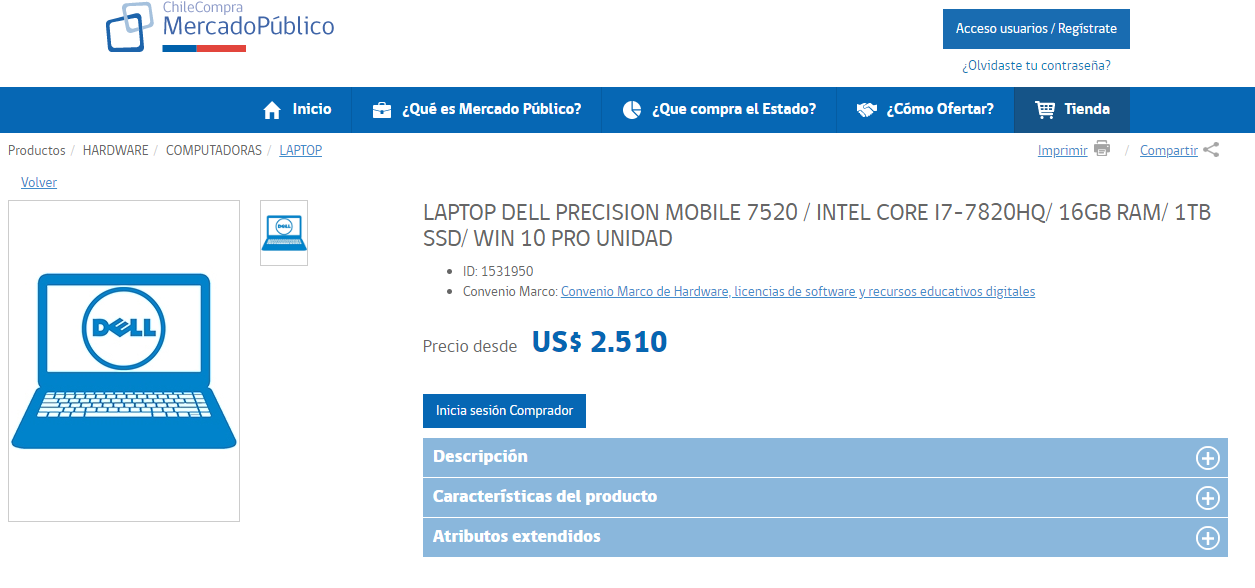 ChileCompra
MercadoPúblico
Acceso usuarios / Regístrate
¿Olvidaste tu contraseña?
Inicio
¿Qué es Mercado Público?
¿Que compra el Estado?
¿Cómo Ofertar?
Tienda
Productos / HARDWARE / COMPUTADORAS / LAPTOP
Imprimir / Compartir
Volver
DELL
DELL
LAPTOP DELL PRECISION MOBILE 7520 / INTEL CORE I7-7820HQ/ 16GB RAM/ 1TB
SSD/ WIN 10 PRO UNIDAD
ID: 1531950
Convenio Marco: Convenio Marco de Hardware, licencias de software y recursos educativos digitales
Precio desde US$ 2.510
Inicia sesión Comprador
Descripción
Características del producto
Atributos extendidos